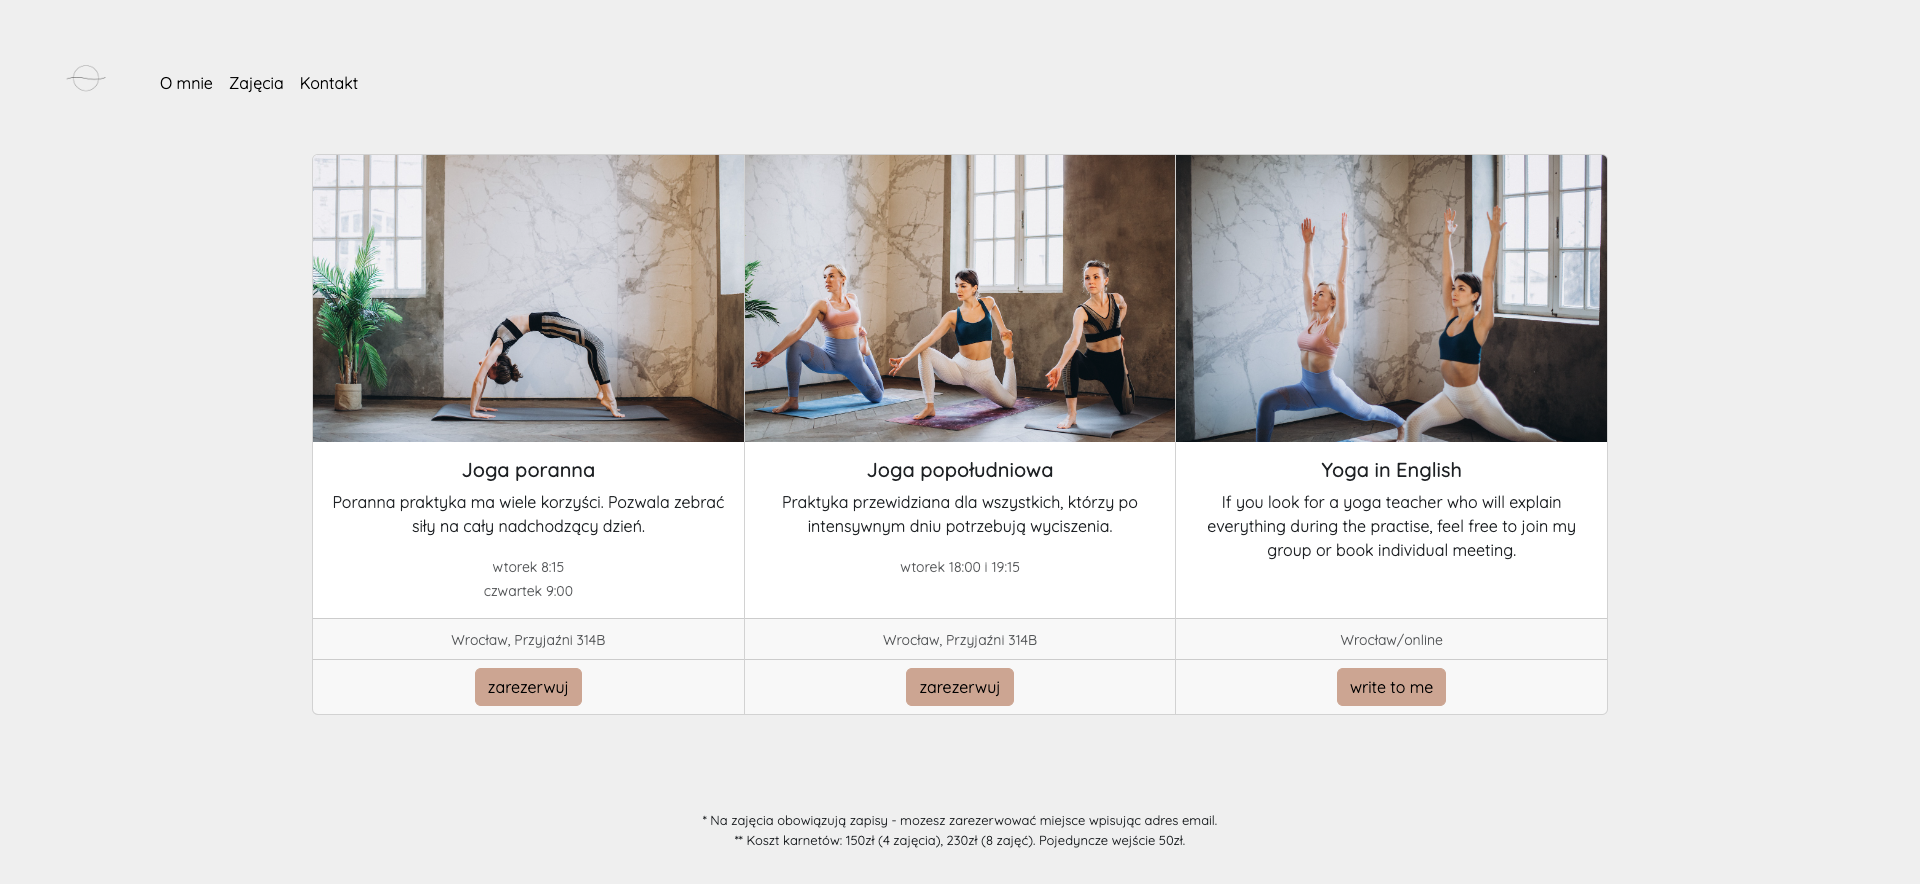 O mnie Zajęcia Kontakt
Joga poranna
Poranna praktyka ma wiele korzyści. Pozwala zebrać
siły na cały nadchodzący dzień.
wtorek 8:15
czwartek 9:00
Wrocław, Przyjaźni 314B
zarezerwuj
Joga popołudniowa
Praktyka przewidziana dla wszystkich, którzy po
intensywnym dniu potrzebują wyciszenia.
wtorek 18:00 i 19:15
Wrocław, Przyjaźni 314B
zarezerwuj
Yoga in English
If you look for a yoga teacher who will explain
everything during the practise, feel free to join my
group or book individual meeting.
Wrocław/online
write to me
* Na zajęcia obowiązują zapisy - mozesz zarezerwować miejsce wpisując adres email.
** Koszt karnetów: 150zł (4 zajęcia), 230zł (8 zajęć). Pojedyncze wejście 50zł.